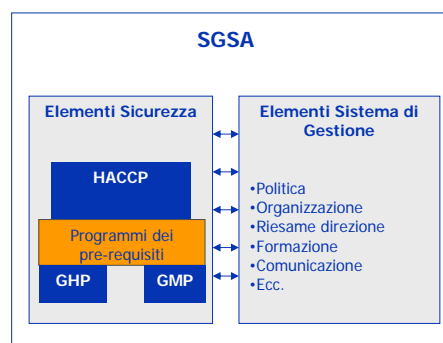 SGSA
Elementi Sicurezza
HACCP
Programmi dei
pre-requisiti
GHP
GMP
Elementi Sistema di
Gestione
•Politica
•Organizzazione
•Riesame direzione
•Formazione
•Comunicazione
•Ecc.